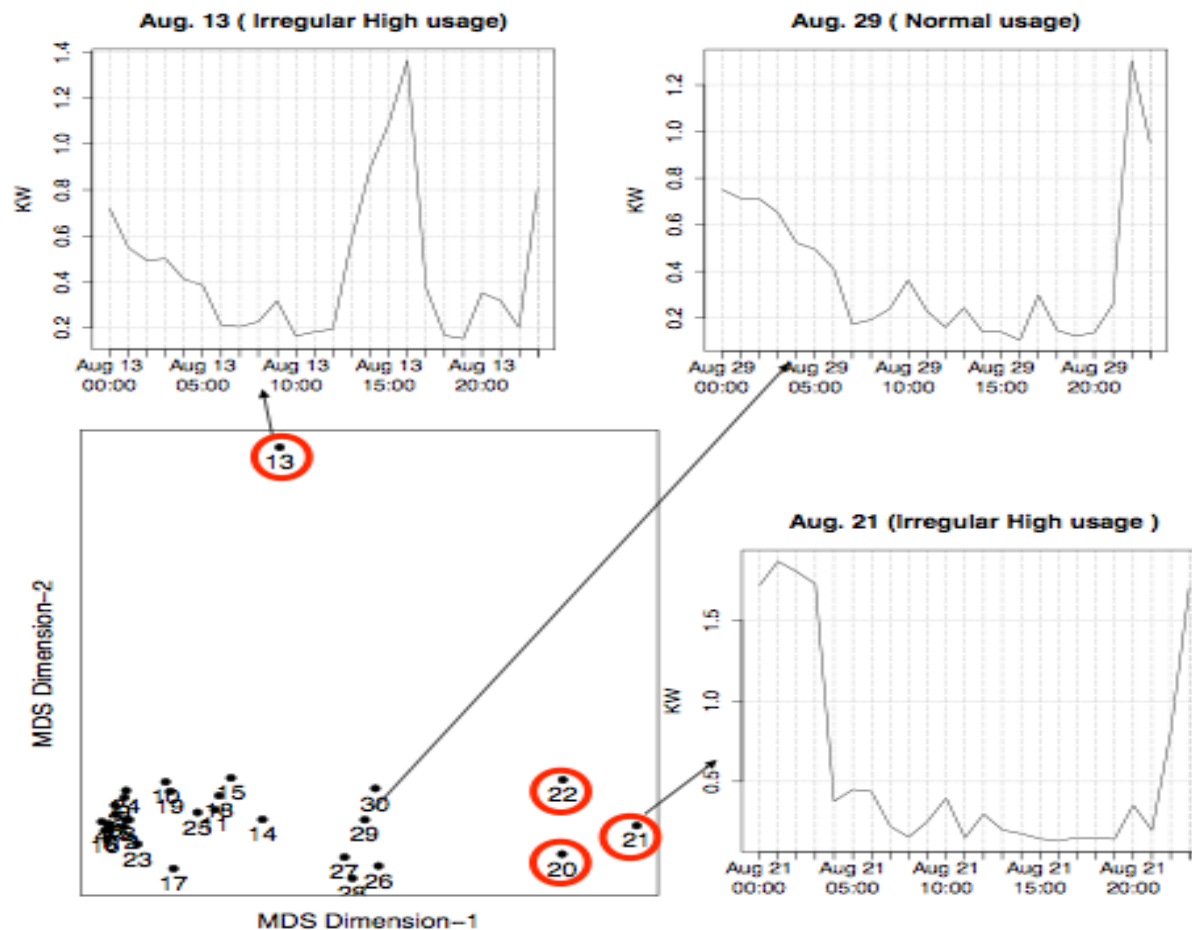 Aug. 13 ( Irregular High usage)
KW
0.2 0.4 0.6 0.8 1.0 1.2 1.4
Aug 13 Aug 13 Aug 13 Aug 13 Aug 13
00:00 05:00 10:00 15:00 20:00
Aug. 29 ( Normal usage)
KW
0.2 0.4 0.6 0.8 1.0 1.2
Aug 29 Aug 29 Aug 29 Aug 29 Aug 29
00:00 05:00 10:00 15:00 20:00
13
MDS Dimension-2
15
10
19
18
25
11
14
30
29
23
17
27
26
28
22
21
20
16
MDS Dimension-1
Aug. 21 (Irregular High usage )
KW
0.5 1.0 1.5
Aug 21 Aug 21 Aug 21 Aug 21 Aug 21
00:00 05:00 10:00 15:00 20:00